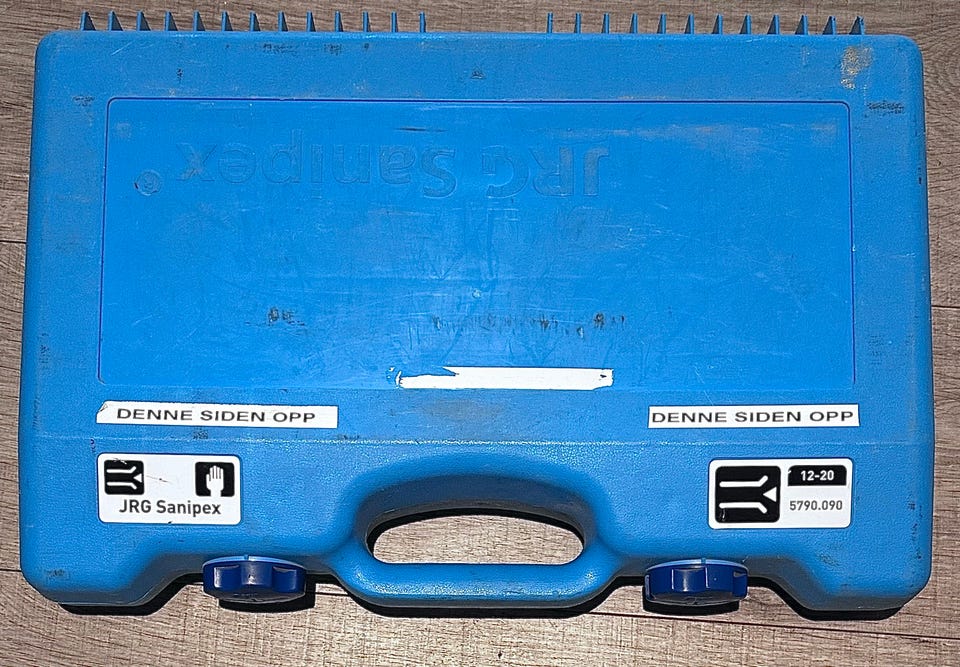 JRG Sanipex
DENNE SIDEN OPP
DENNE SIDEN OPP
JRG Sanipex
12-20
5790.090